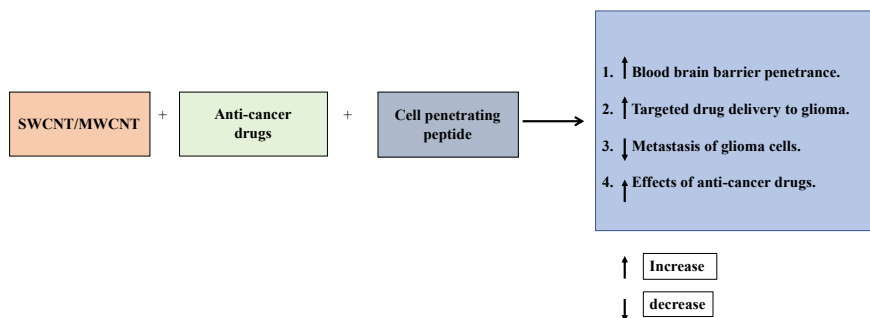 SWCNT/MWCNT
+
Anti-cancer
drugs
+
Cell penetrating
peptide
1. ↑ Blood brain barrier penetrance.
2. ↑ Targeted drug delivery to glioma.
3. ↓ Metastasis of glioma cells.
4. ↑ Effects of anti-cancer drugs.
↑ Increase
↓ decrease